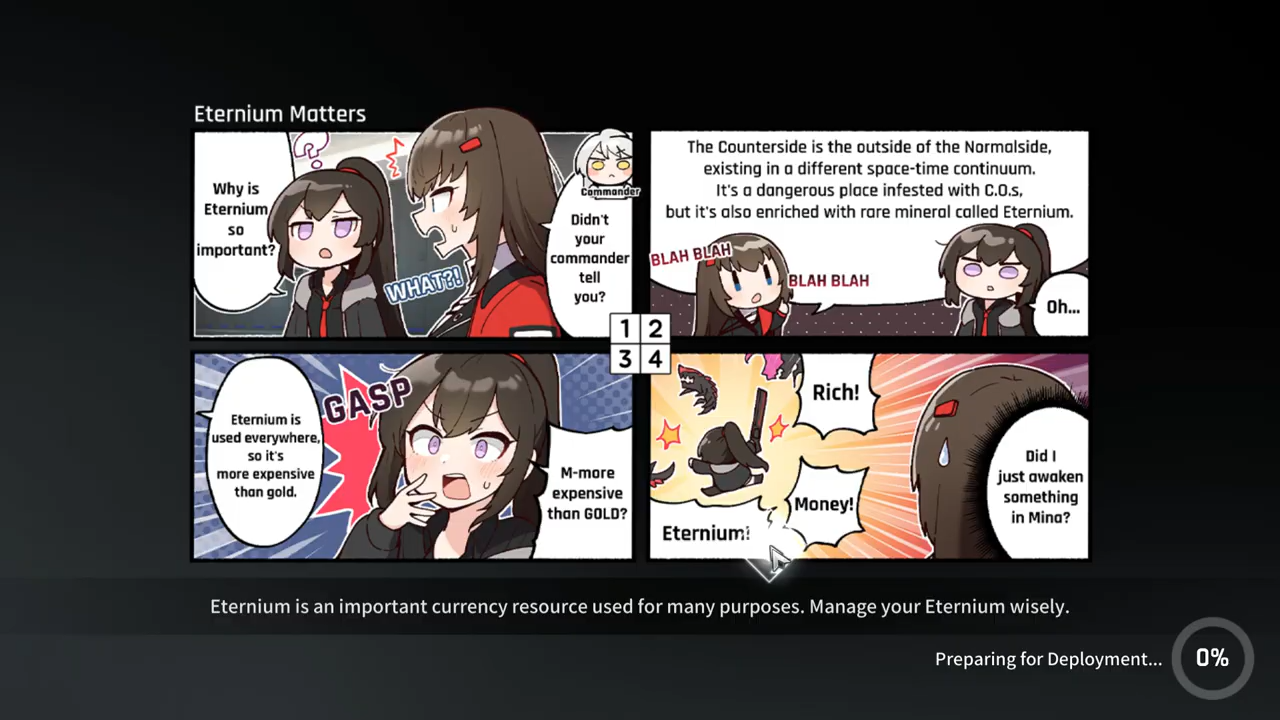 Eternium Matters
Why is
Eternium
so
important?
?
WHAT?!
Commander
Didn't
your
commander
tell
you?
The Counterside is the outside of the Normalside,
existing in a different space-time continuum.
It's a dangerous place infested with C.O.s,
but it's also enriched with rare mineral called Eternium.
BLAH BLAH
BLAH BLAH
Oh...
1 2
3 4
Eternium is
used everywhere,
so it's
more expensive
than gold.
GASP
M-more
expensive
than GOLD?
Rich!
Money!
Eternium!
Did I
just awaken
something
in Mina?
Eternium is an important currency resource used for many purposes. Manage your Eternium wisely.
Preparing for Deployment...
0%